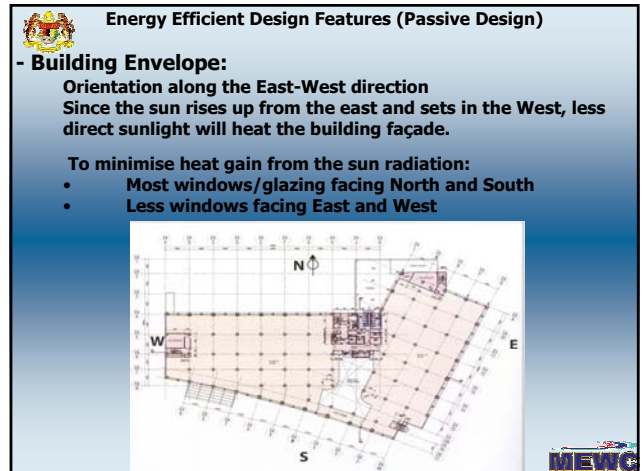 Energy Efficient Design Features (Passive Design)
- Building Envelope:
Orientation along the East-West direction
Since the sun rises up from the east and sets in the West, less
direct sunlight will heat the building façade.
To minimise heat gain from the sun radiation:
• Most windows/glazing facing North and South
• Less windows facing East and West
N
W
E
S
MEWC